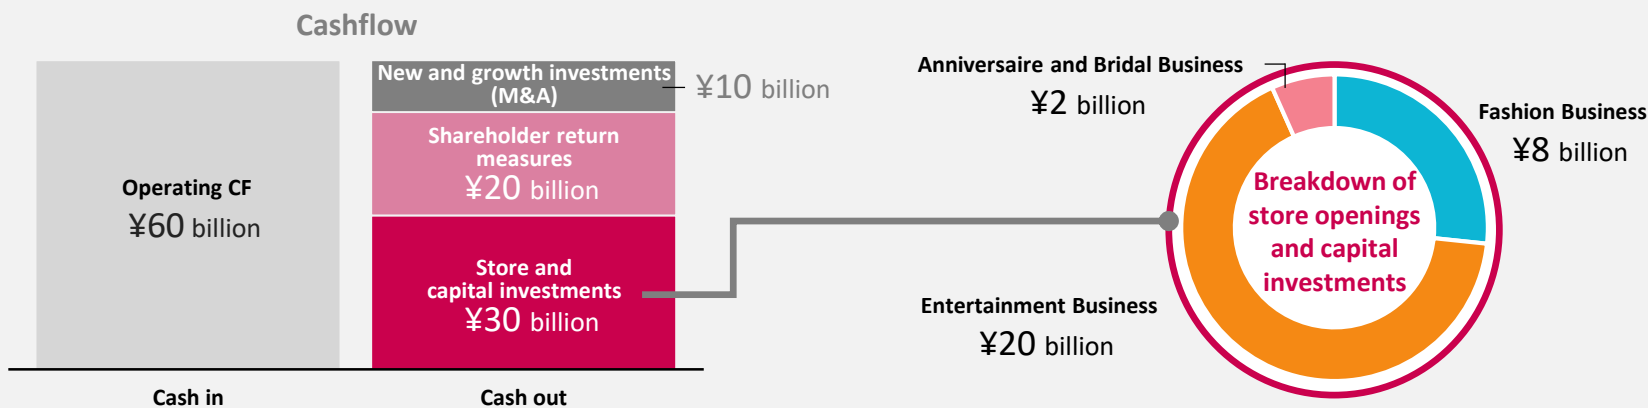 Cashflow
Operating CF
¥60 billion
Cash in
New and growth investments
(M&A)
¥10 billion
Shareholder return
measures
¥20 billion
Store and
capital investments
¥30 billion
Cash out
Anniversaire and Bridal Business
¥2 billion
Fashion Business
¥8 billion
Entertainment Business
¥20 billion
Breakdown of
store openings
and capital
investments